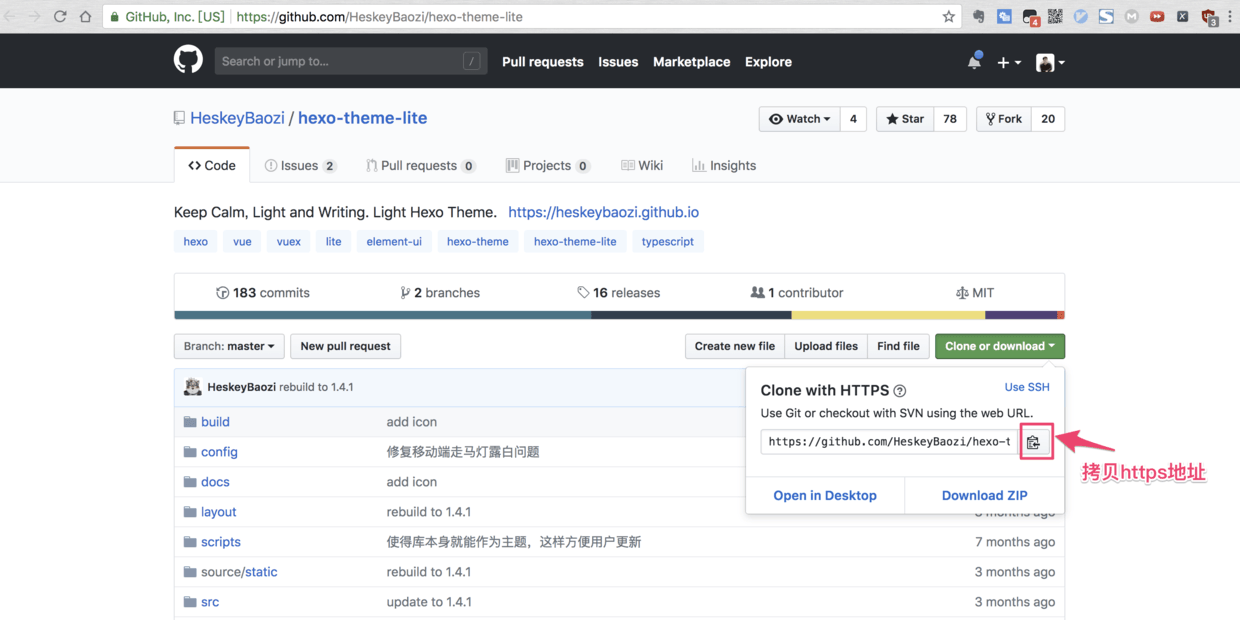 GitHub, Inc. [US] https://github.com/HeskeyBaozi/hexo-theme-lite
4
3
Search or jump to... /
Pull requests Issues Marketplace Explore
HeskeyBaozi / hexo-theme-lite
Watch 4 Star 78 Fork 20
Code Issues 2 Pull requests 0 Projects 0 Wiki Insights
Keep Calm, Light and Writing. Light Hexo Theme. https://heskeybaozi.github.io
hexo vue vuex lite element-ui hexo-theme hexo-theme-lite typescript
183 commits 2 branches 16 releases 1 contributor MIT
Branch: master New pull request Create new file Upload files Find file Clone or download
HeskeyBaozi rebuild to 1.4.1
Clone with HTTPS ?
Use SSH
Use Git or checkout with SVN using the web URL.
https://github.com/HeskeyBaozi/hexo-t
拷贝https地址
Open in Desktop Download ZIP
build add icon
config 修复移动端走马灯露白问题
docs add icon
layout rebuild to 1.4.1 3 months ago
scripts 使得库本身就能作为主题，这样方便用户更新 7 months ago
source/static rebuild to 1.4.1 3 months ago
src update to 1.4.1 3 months ago